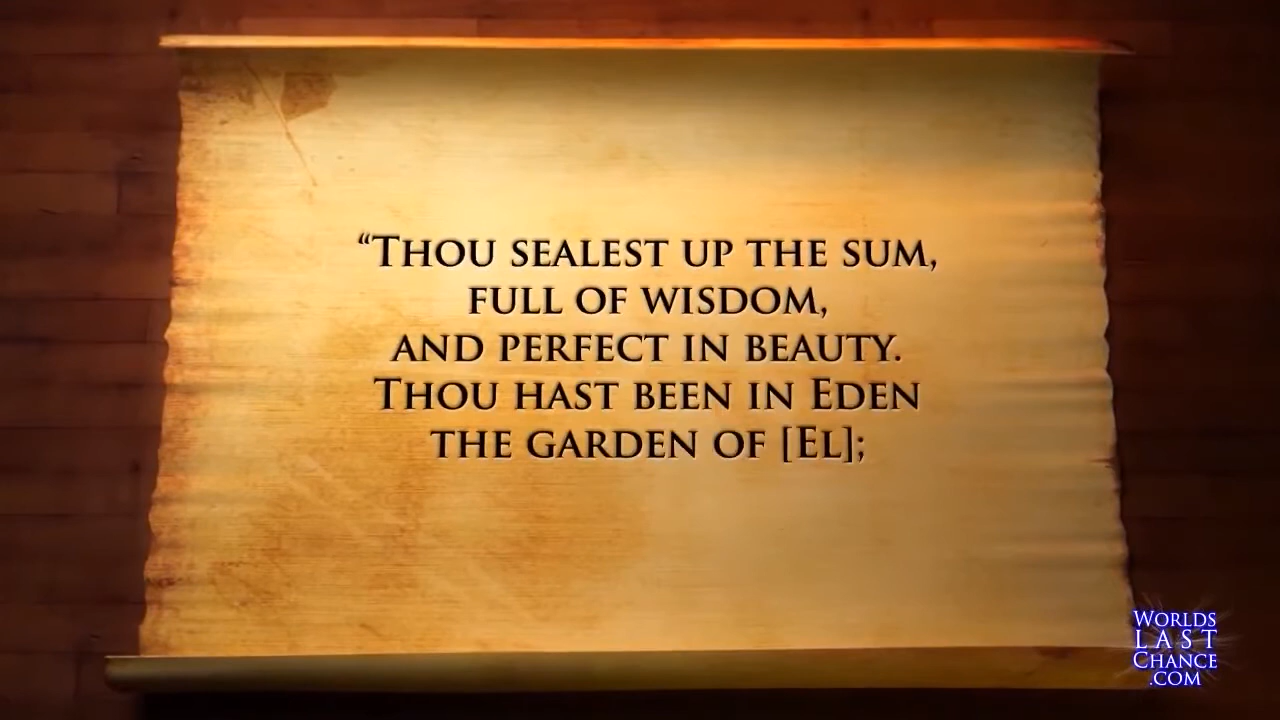 “Thou sealest up the sum,
full of wisdom,
and perfect in beauty.
Thou hast been in Eden
the garden of [El];
Worlds
Last
Chance
.com